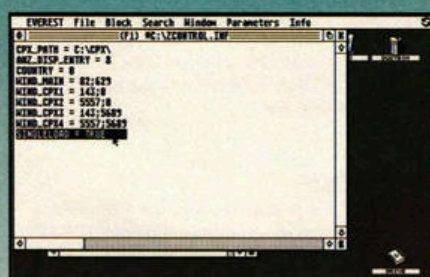 EVEREST File Block Search Window Parameters Info
(F1) *C:\ZCONTROL.INF
CPX_PATH = C:\CPX\
ANZ_DISP_ENTRY = 8
COUNTRY = 0
WIND_MAIN = 82;629
WIND_CPX1 = 143;0
WIND_CPX2 = 5557;0
WIND_CPX3 = 143;5689
WIND_CPX4 = 5557;5689
SINGLELOAD = TRUE